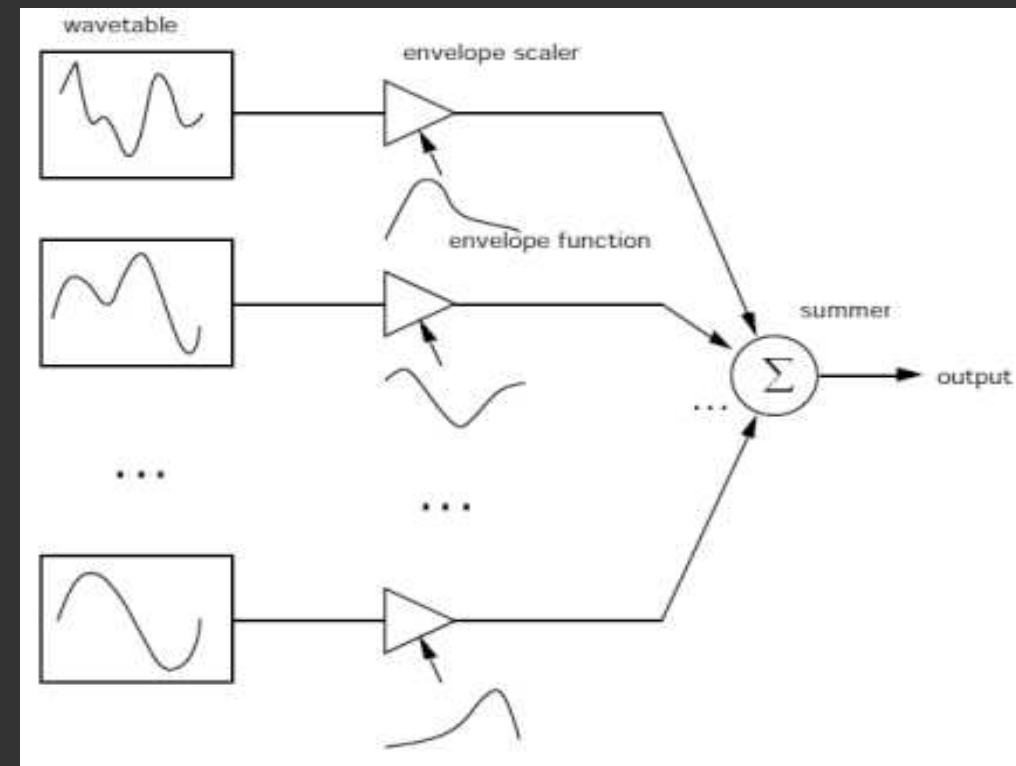 wavetable
envelope scaler
envelope function
summer
Σ
output
...
...
...